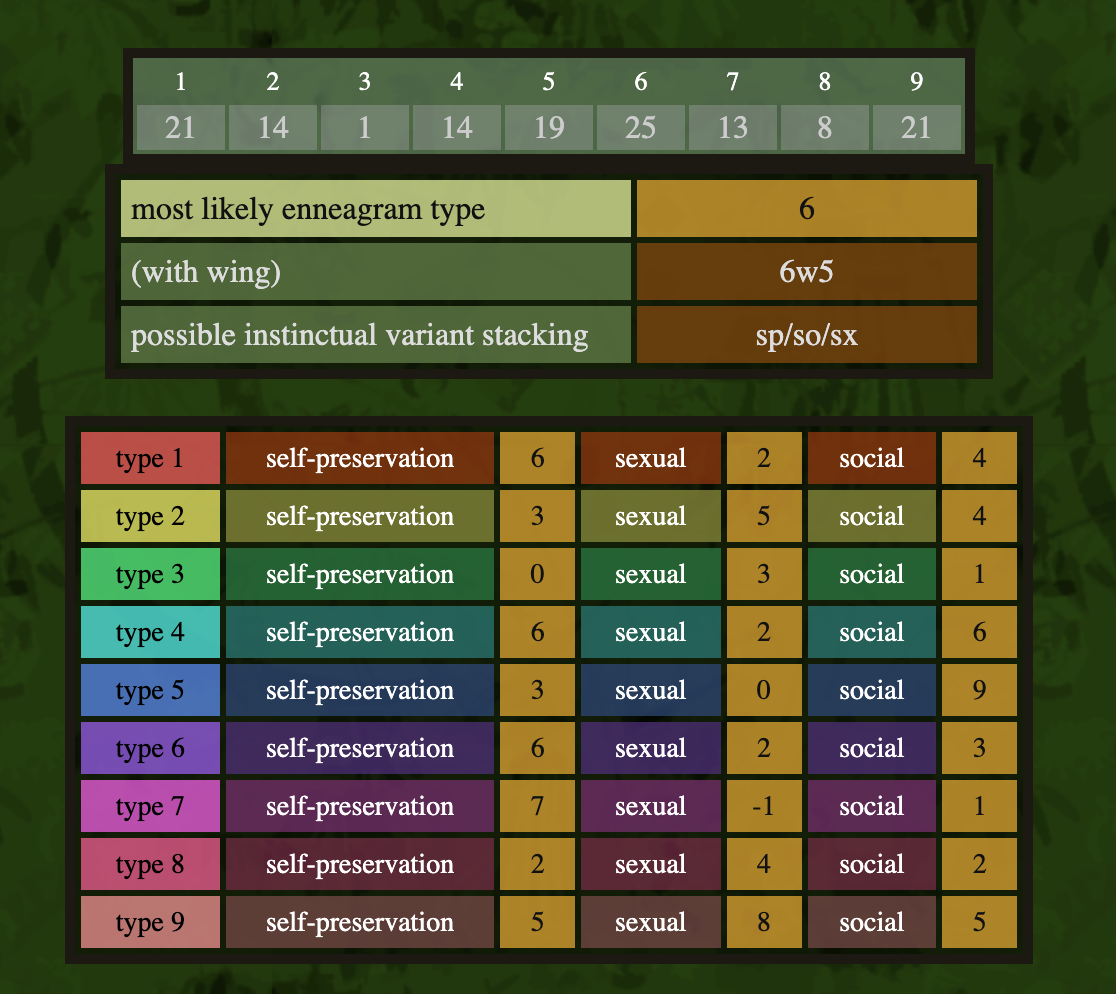 1 2 3 4 5 6 7 8 9
21 14 1 14 19 25 13 8 21
most likely enneagram type 6
(with wing) 6w5
possible instinctual variant stacking sp/so/sx
type 1 self-preservation 6 sexual 2 social 4
type 2 self-preservation 3 sexual 5 social 4
type 3 self-preservation 0 sexual 3 social 1
type 4 self-preservation 6 sexual 2 social 6
type 5 self-preservation 3 sexual 0 social 9
type 6 self-preservation 6 sexual 2 social 3
type 7 self-preservation 7 sexual -1 social 1
type 8 self-preservation 2 sexual 4 social 2
type 9 self-preservation 5 sexual 8 social 5